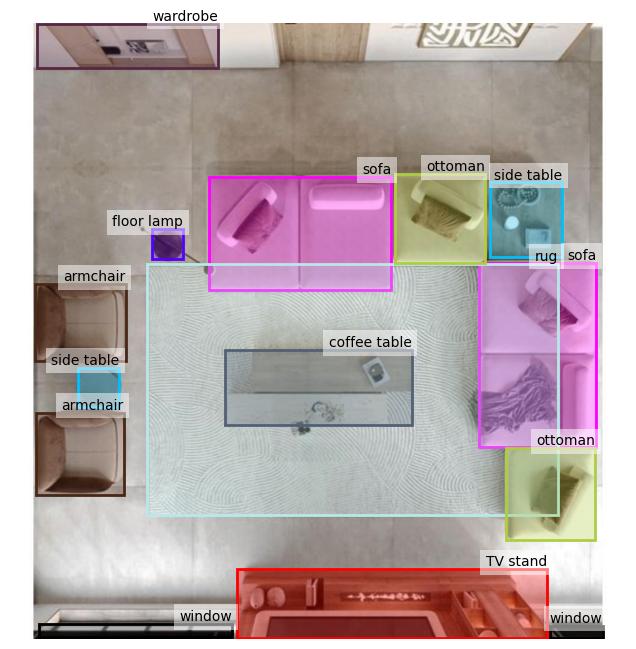 wardrobe
sofa
ottoman
side table
floor lamp
rug
sofa
armchair
coffee table
side table
armchair
ottoman
TV stand
window
window